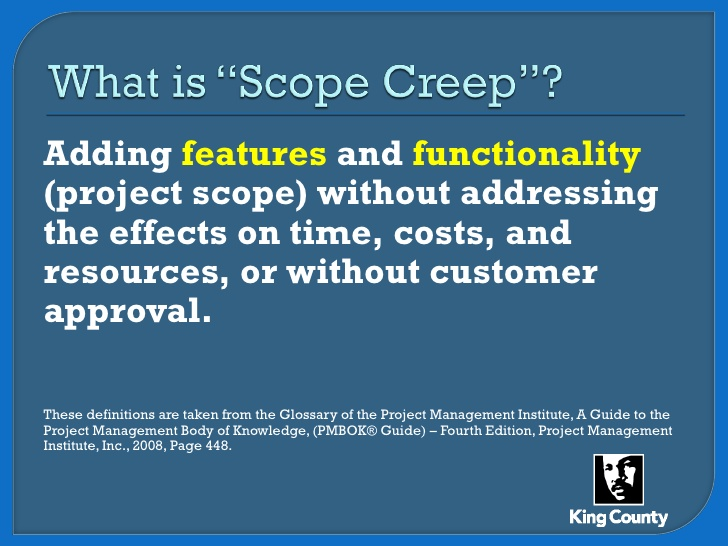 What is “Scope Creep”?
Adding features and functionality
(project scope) without addressing
the effects on time, costs, and
resources, or without customer
approval.
These definitions are taken from the Glossary of the Project Management Institute, A Guide to the
Project Management Body of Knowledge, (PMBOK® Guide) – Fourth Edition, Project Management
Institute, Inc., 2008, Page 448.
King County